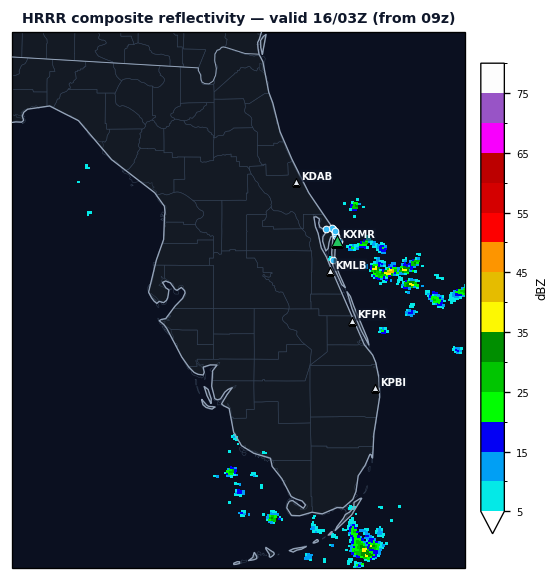 HRRR composite reflectivity — valid 16/03Z (from 09z)
KDAB
KXMR
KMLB
KFPR
KPBI
75
65
55
45
35
25
15
5
dBZ